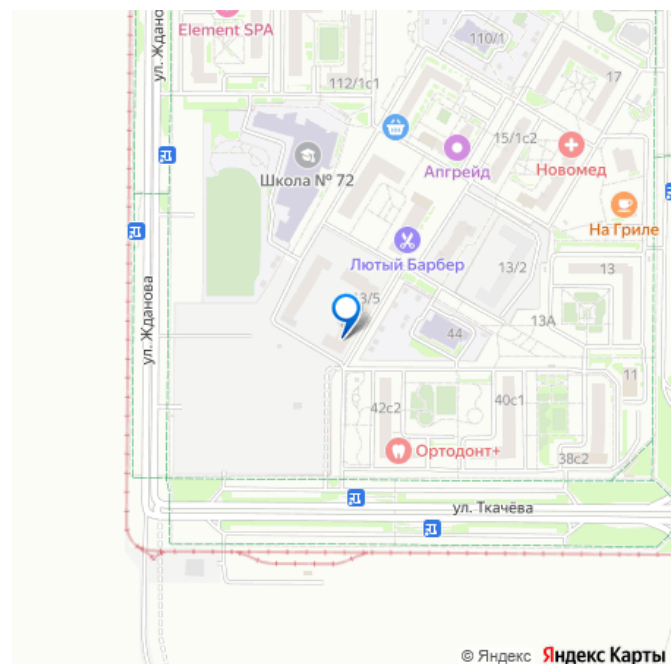 Element SPA
ул. Жданова
110/1
112/1с1
17
15/1с2
Школа № 72
Апгрейд
Новомед
На Гриле
Лютый Барбер
13/2
13
13/5
13А
44
ул. Жданова
11
42с2
40с1
Ортодонт+
38с2
ул. Ткачёва
© Яндекс Яндекс Карты